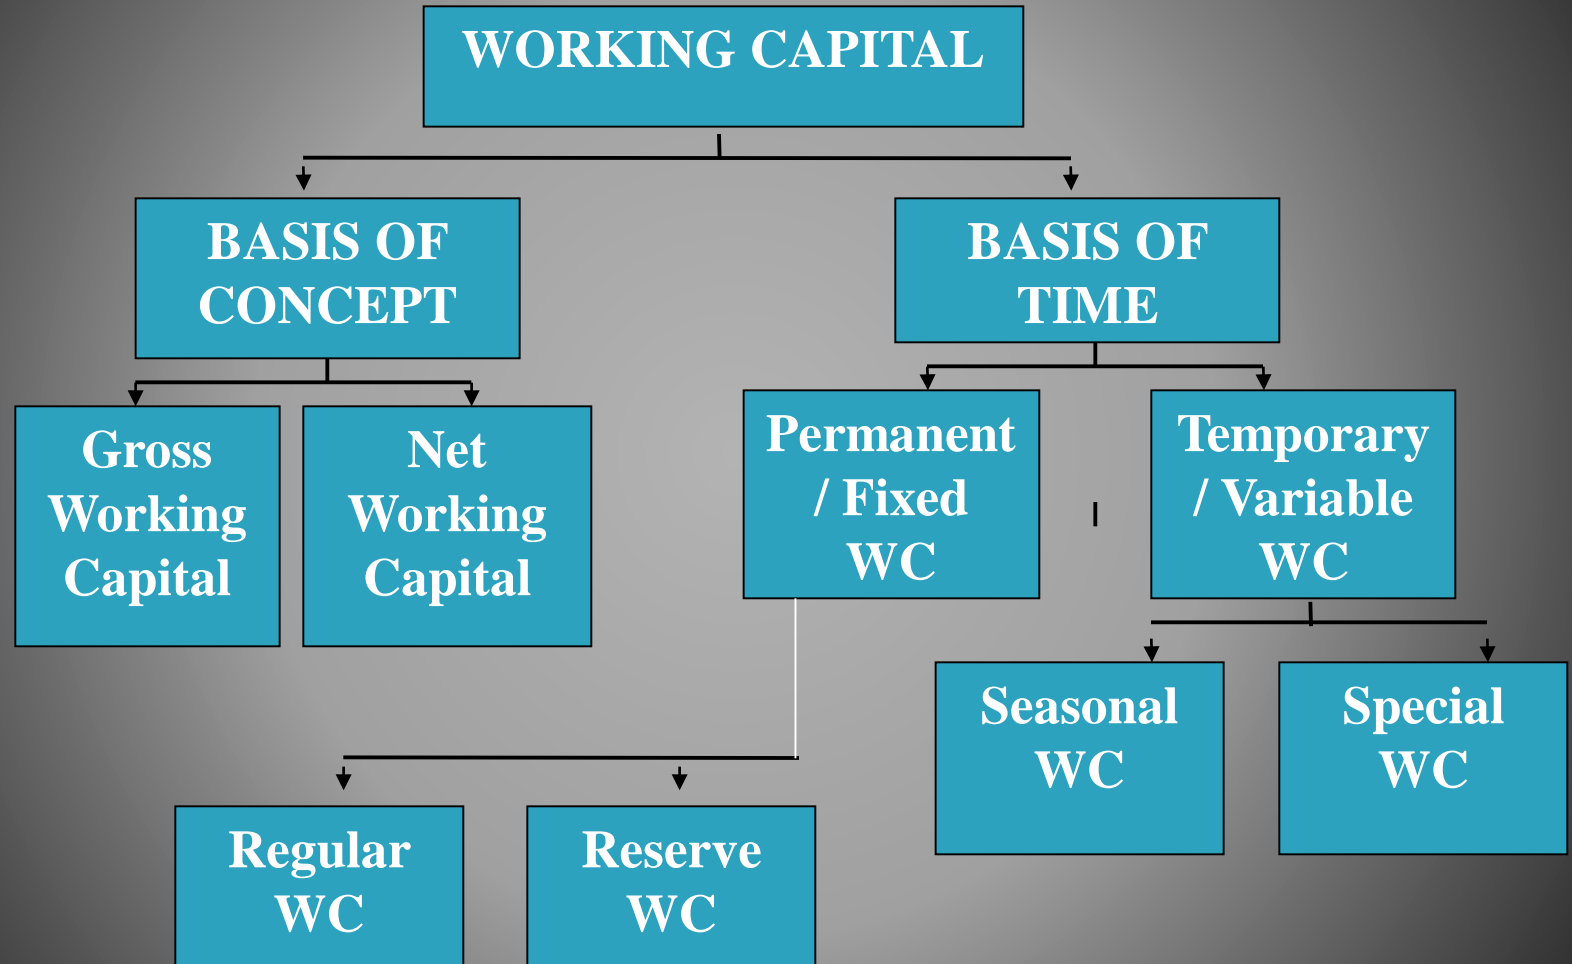 WORKING CAPITAL
BASIS OF
CONCEPT
BASIS OF
TIME
Gross
Working
Capital
Net
Working
Capital
Permanent
/ Fixed
WC
Temporary
/ Variable
WC
Seasonal
WC
Special
WC
Regular
WC
Reserve
WC